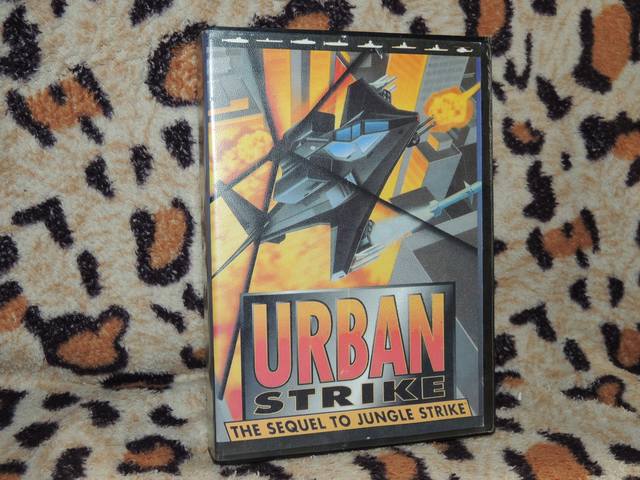 URBAN
STRIKE
THE SEQUEL TO JUNGLE STRIKE